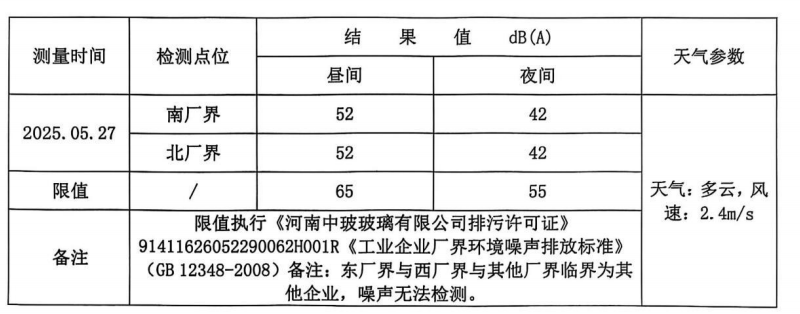 测量时间 检测点位 结果值 dB(A) 天气参数
昼间 夜间
2025.05.27 南厂界 52 42
北厂界 52 42
限值 / 65 55
天气：多云，风
速：2.4m/s
备注
限值执行《河南中玻玻璃有限公司排污许可证》
91411626052290062H001R《工业企业厂界环境噪声排放标准》
（GB 12348-2008）备注：东厂界与西厂界与其他厂界临界为其
他企业，噪声无法检测。